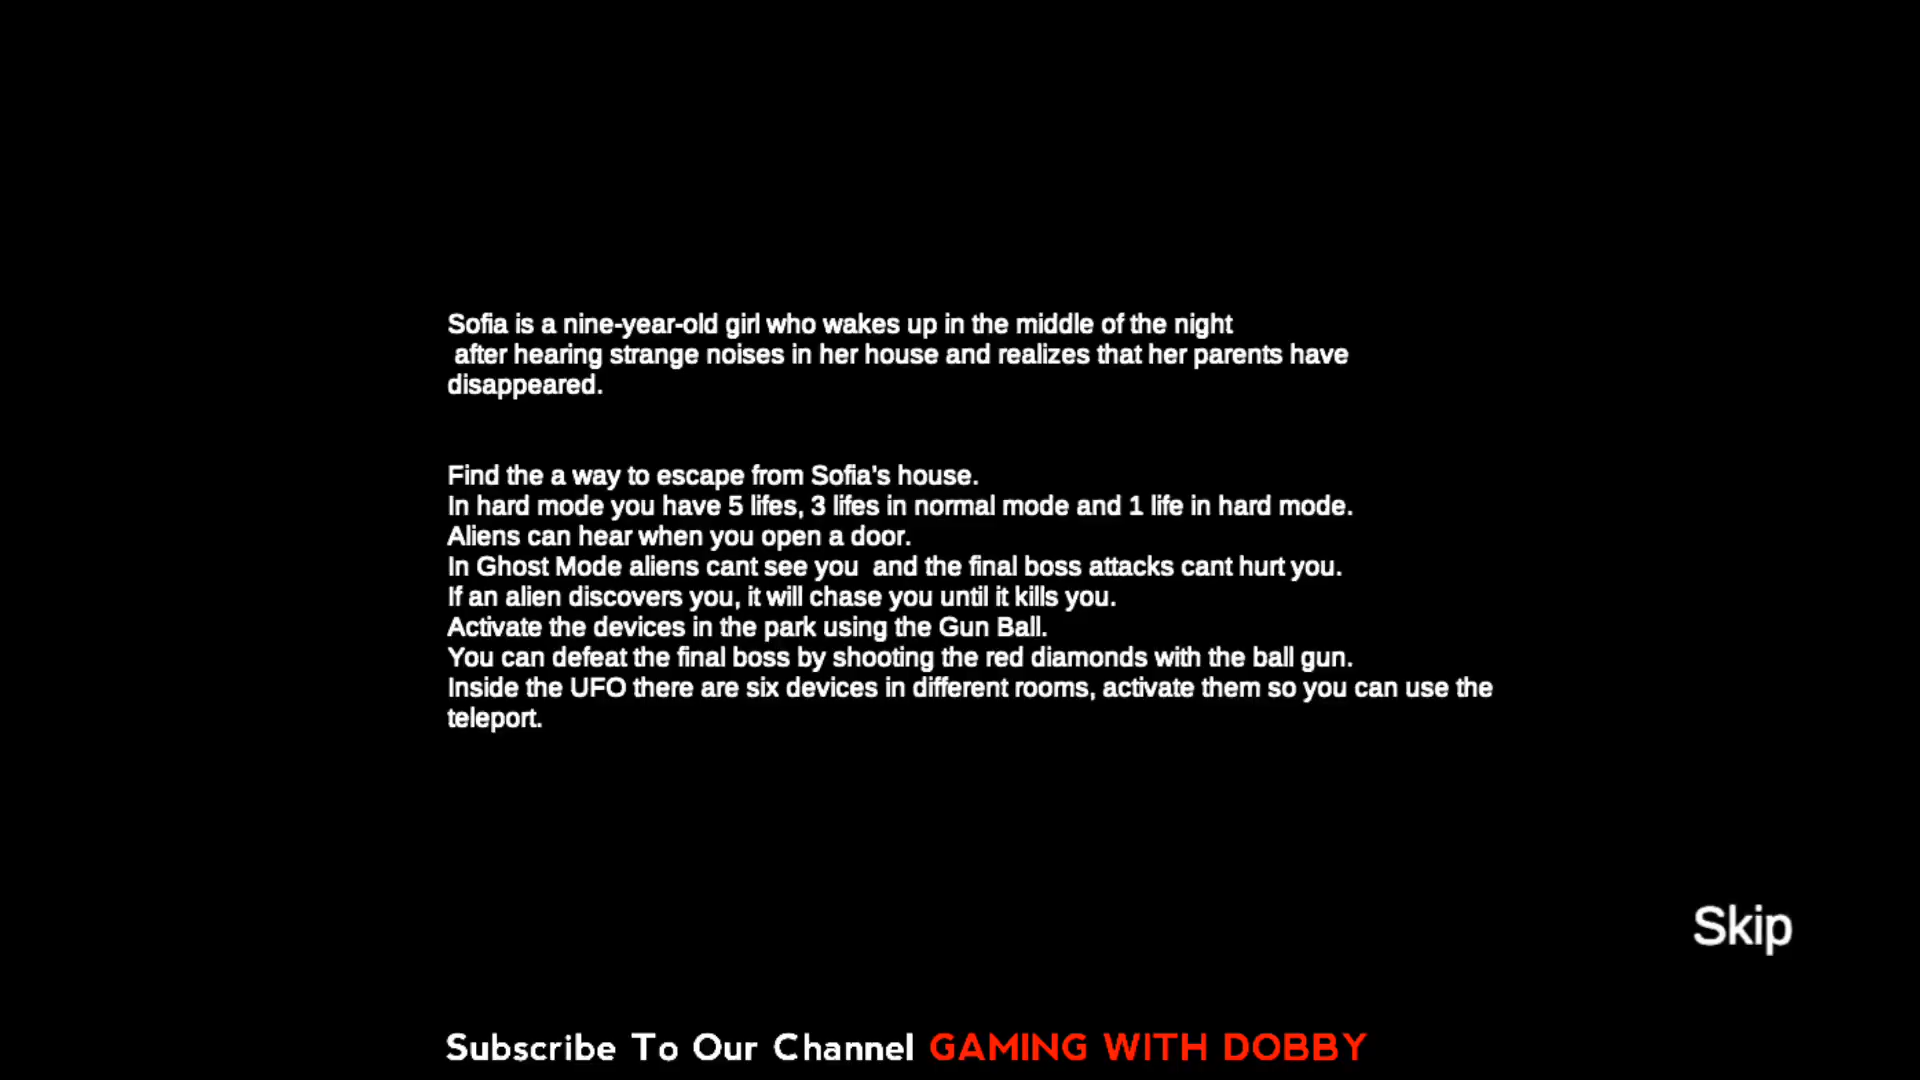 Sofia is a nine-year-old girl who wakes up in the middle of the night
after hearing strange noises in her house and realizes that her parents have
disappeared.
Find the a way to escape from Sofia's house.
In hard mode you have 5 lifes, 3 lifes in normal mode and 1 life in hard mode.
Aliens can hear when you open a door.
In Ghost Mode aliens cant see you  and the final boss attacks cant hurt you.
If an alien discovers you, it will chase you until it kills you.
Activate the devices in the park using the Gun Ball.
You can defeat the final boss by shooting the red diamonds with the ball gun.
Inside the UFO there are six devices in different rooms, activate them so you can use the
teleport.
Skip
Subscribe To Our Channel GAMING WITH DOBBY